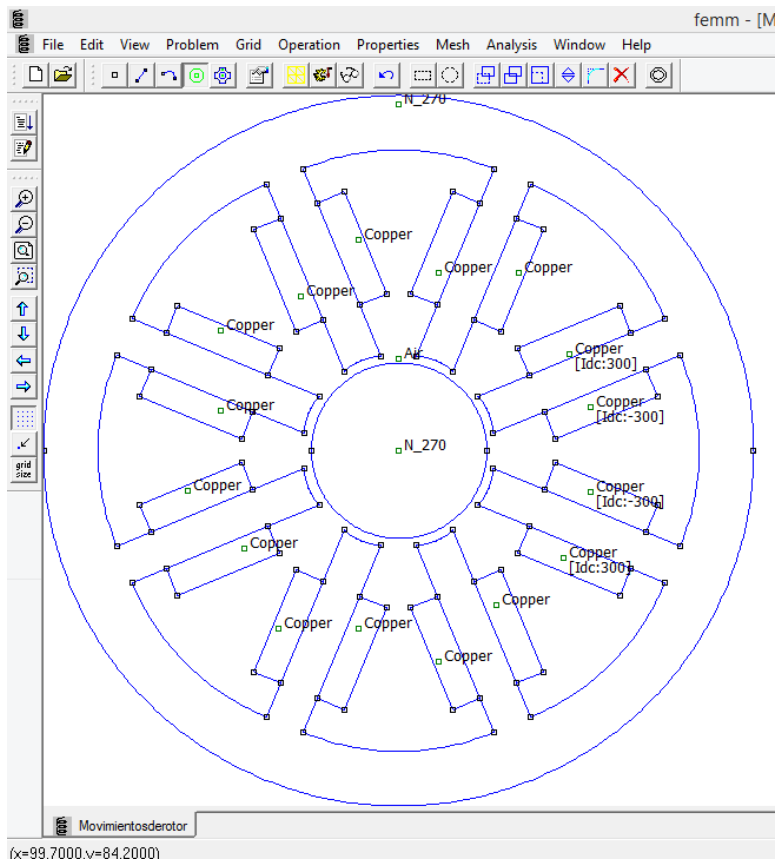 femm - [M
File Edit View Problem Grid Operation Properties Mesh Analysis Window Help
grid
size
N_270
Copper
Copper
Copper
Copper
Copper
Air
Copper
[Idc:300]
Copper
[Idc:-300]
Copper
N_270
Copper
[Idc:-300]
Copper
Copper
Copper
[Idc:300]
Copper
Copper
Copper
Copper
Movimientosderotor
(x=99.7000,y=84.2000)